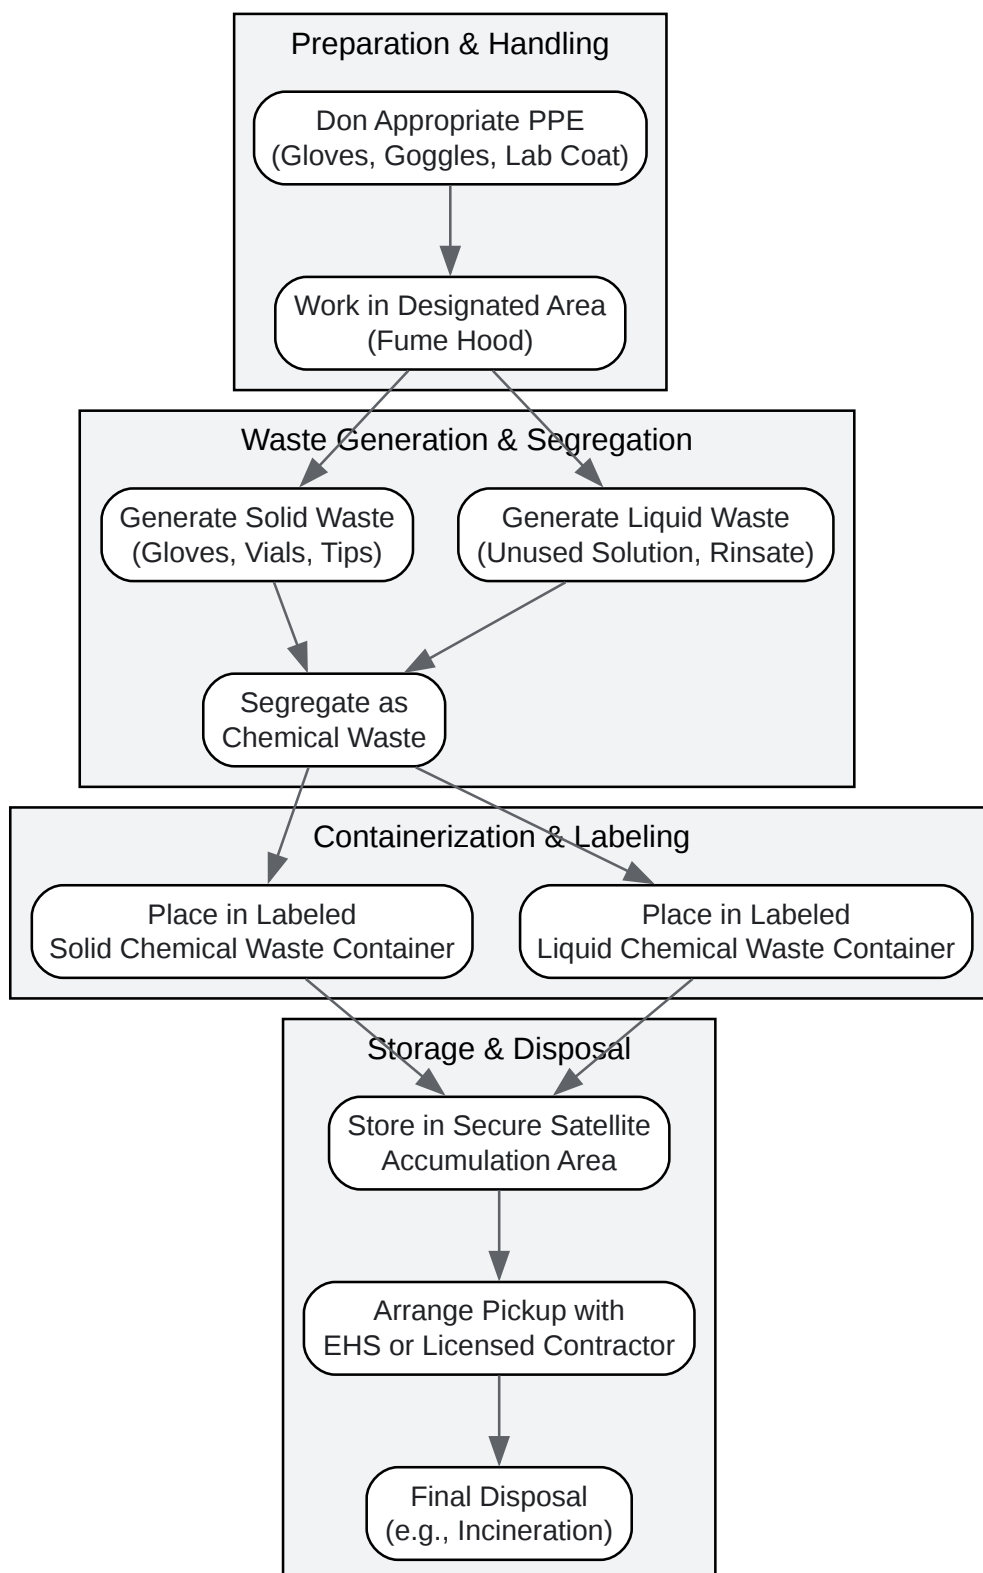 Preparation & Handling
Don Appropriate PPE
(Gloves, Goggles, Lab Coat)
Work in Designated Area
(Fume Hood)
Waste Generation & Segregation
Generate Solid Waste
(Gloves, Vials, Tips)
Generate Liquid Waste
(Unused Solution, Rinsate)
Segregate as
Chemical Waste
Containerization & Labeling
Place in Labeled
Solid Chemical Waste Container
Place in Labeled
Liquid Chemical Waste Container
Storage & Disposal
Store in Secure Satellite
Accumulation Area
Arrange Pickup with
EHS or Licensed Contractor
Final Disposal
(e.g., Incineration)